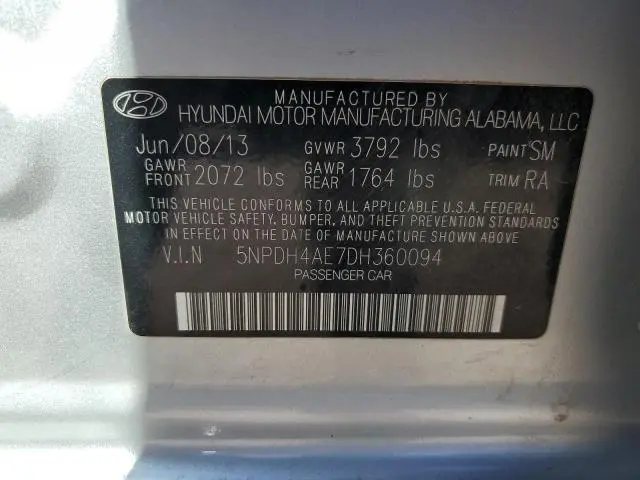 MANUFACTURED BY
HYUNDAI MOTOR MANUFACTURING ALABAMA, LLC
Jun/08/13 GVWR 3792 lbs PAINT SM
GAWR FRONT 2072 lbs GAWR REAR 1764 lbs TRIM RA
THIS VEHICLE CONFORMS TO ALL APPLICABLE U.S.A. FEDERAL
MOTOR VEHICLE SAFETY, BUMPER, AND THEFT PREVENTION STANDARDS
IN EFFECT ON THE DATE OF MANUFACTURE SHOWN ABOVE
V.I.N 5NPDH4AE7DH360094
PASSENGER CAR